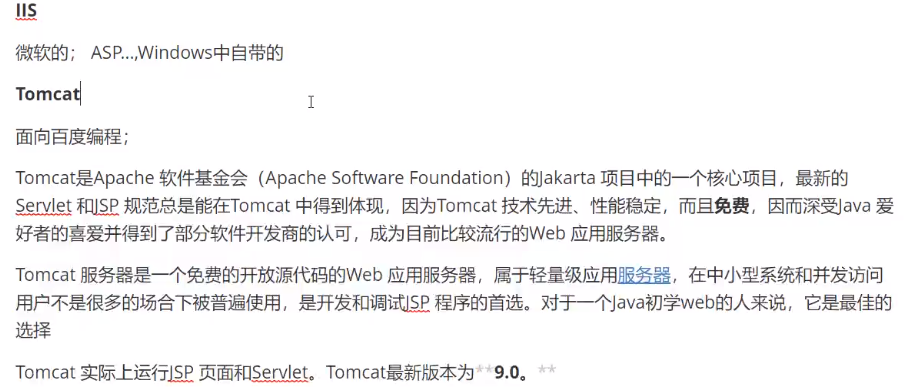 IIS
微软的； ASP...,Windows中自带的
Tomcat
面向百度编程；
Tomcat是Apache 软件基金会（Apache Software Foundation）的Jakarta 项目中的一个核心项目，最新的
Servlet 和JSP 规范总是能在Tomcat 中得到体现，因为Tomcat 技术先进、性能稳定，而且免费，因而深受Java 爱
好者的喜爱并得到了部分软件开发商的认可，成为目前比较流行的Web 应用服务器。
Tomcat 服务器是一个免费的开放源代码的Web 应用服务器，属于轻量级应用服务器，在中小型系统和并发访问
用户不是很多的场合下被普遍使用，是开发和调试JSP 程序的首选。对于一个Java初学web的人来说，它是最佳的
选择
Tomcat 实际上运行JSP 页面和Servlet。Tomcat最新版本为**9.0。**